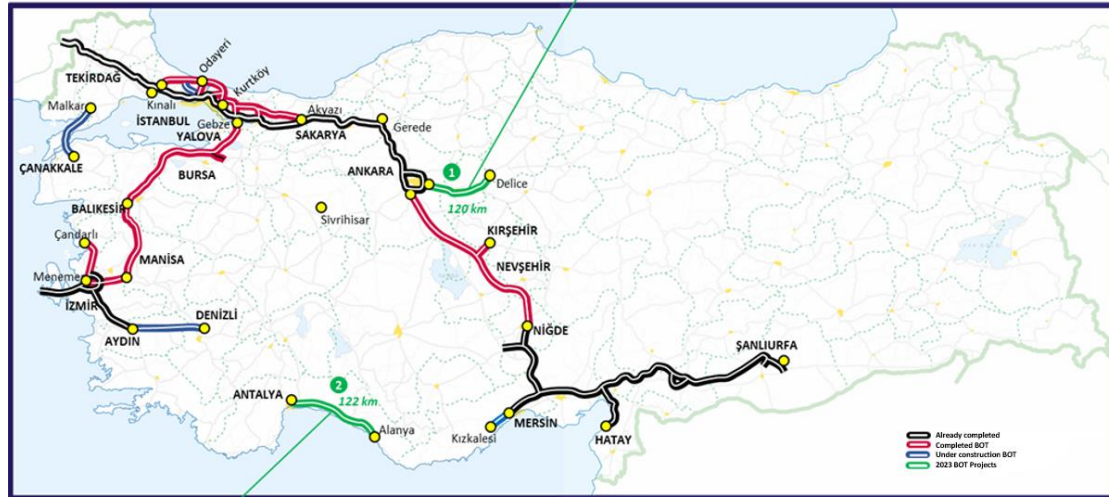 Odayeri
Kurtköy
TEKİRDAĞ
Malkar
Kınalı
İSTANBUL
Gebze
YALOVA
Akyazı
SAKARYA
Gerede
ÇANAKKALE
BURSA
ANKARA
1
Delice
120 km
BALIKESİR
Sivrihisar
Çandarlı
KIRŞEHİR
MANİSA
NEVŞEHİR
Meneme
İZMİR
DENİZLİ
AYDIN
NİĞDE
ŞANLIURFA
2
ANTALYA
122 km
Alanya
MERSİN
Kızkalesi
HATAY
Already completed
Completed BOT
Under construction BOT
2023 BOT Projects